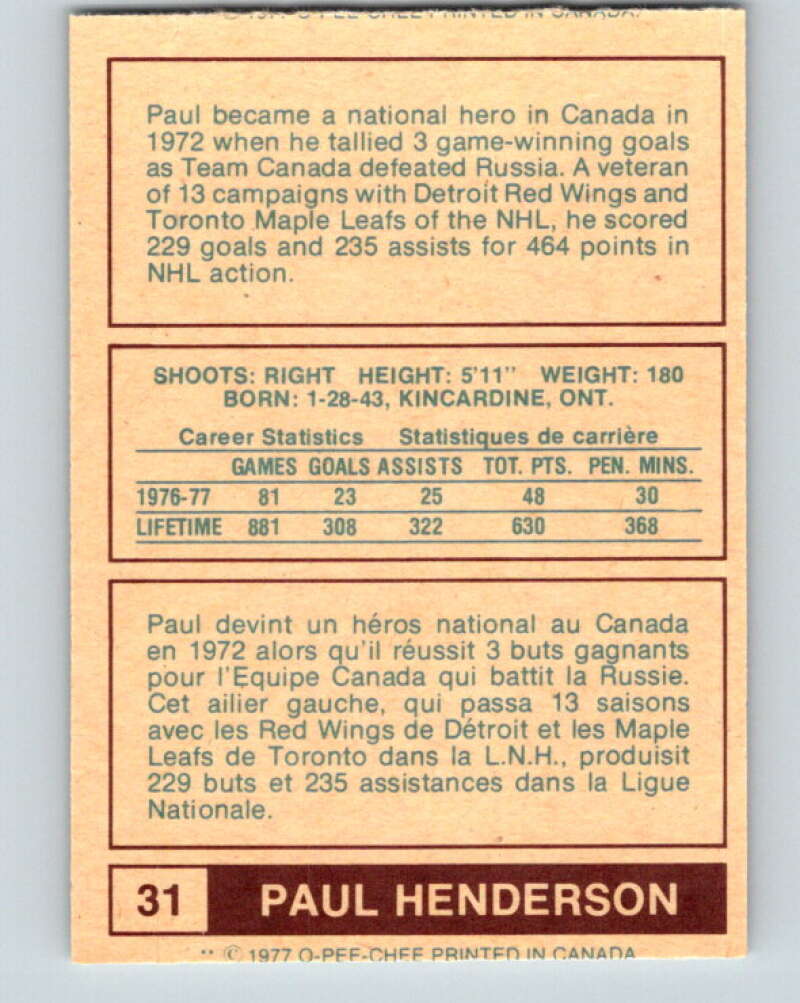 © 1977 O-PEE-CHEE PRINTED IN CANADA
Paul became a national hero in Canada in
1972 when he tallied 3 game-winning goals
as Team Canada defeated Russia. A veteran
of 13 campaigns with Detroit Red Wings and
Toronto Maple Leafs of the NHL, he scored
229 goals and 235 assists for 464 points in
NHL action.
SHOOTS: RIGHT HEIGHT: 5'11" WEIGHT: 180
BORN: 1-28-43, KINCARDINE, ONT.
Career Statistics Statistiques de carrière
GAMES GOALS ASSISTS TOT. PTS. PEN. MINS.
1976-77 81 23 25 48 30
LIFETIME 881 308 322 630 368
Paul devint un héros national au Canada
en 1972 alors qu'il réussit 3 buts gagnants
pour l'Equipe Canada qui battit la Russie.
Cet ailier gauche, qui passa 13 saisons
avec les Red Wings de Détroit et les Maple
Leafs de Toronto dans la L.N.H., produisit
229 buts et 235 assistances dans la Ligue
Nationale.
31 PAUL HENDERSON
** © 1977 O-PEE-CHEE PRINTED IN CANADA